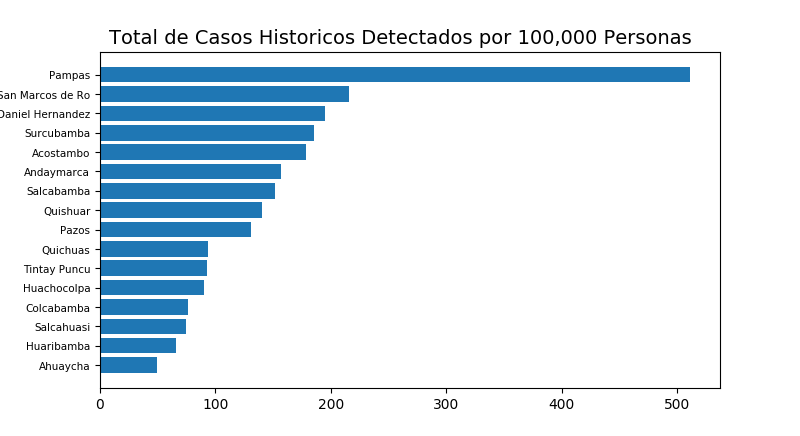 Total de Casos Historicos Detectados por 100,000 Personas
Pampas
San Marcos de Ro
Daniel Hernandez
Surcubamba
Acostambo
Andaymarca
Salcabamba
Quishuar
Pazos
Quichuas
Tintay Puncu
Huachocolpa
Colcabamba
Salcahuasi
Huaribamba
Ahuaycha
0 100 200 300 400 500